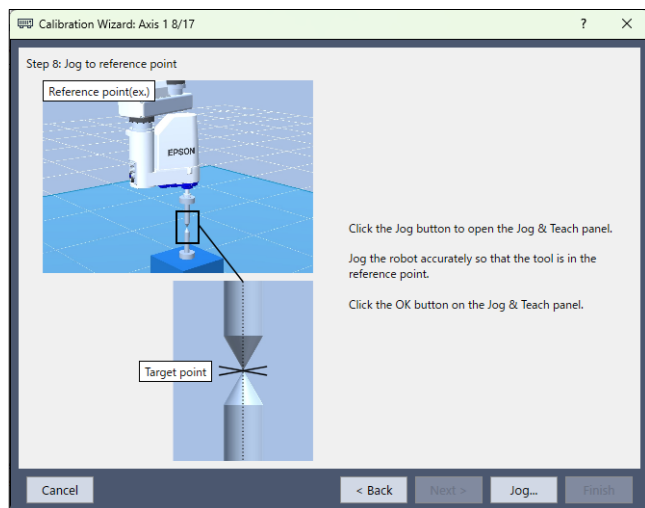 Calibration Wizard: Axis 1 8/17
?
Step 8: Jog to reference point
Reference point(ex.)
EPSON
Target point
Click the Jog button to open the Jog & Teach panel.
Jog the robot accurately so that the tool is in the
reference point.
Click the OK button on the Jog & Teach panel.
Cancel
< Back
Next >
Jog...
Finish